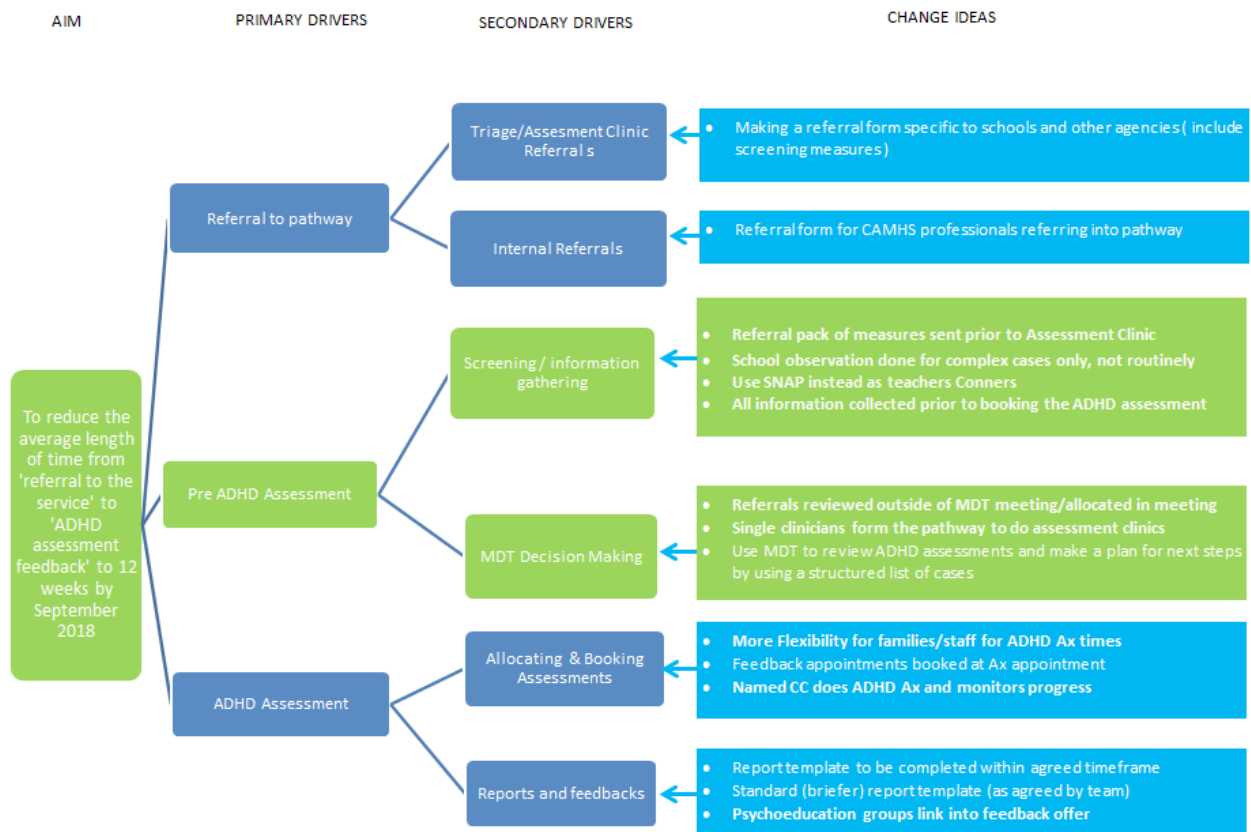 AIM
PRIMARY DRIVERS
SECONDARY DRIVERS
CHANGE IDEAS
Triage/Assesment Clinic
Referral s
• Making a referral form specific to schools and other agencies ( include
screening measures )
Referral to pathway
Internal Referrals
• Referral form for CAMHS professionals referring into pathway
To reduce the
average length
of time from
'referral to the
service' to
'ADHD
assessment
feedback' to 12
weeks by
September
2018
Pre ADHD Assessment
Screening / information
gathering
• Referral pack of measures sent prior to Assessment Clinic
• School observation done for complex cases only, not routinely
• Use SNAP instead as teachers Conners
• All information collected prior to booking the ADHD assessment
MDT Decision Making
• Referrals reviewed outside of MDT meeting/allocated in meeting
• Single clinicians form the pathway to do assessment clinics
• Use MDT to review ADHD assessments and make a plan for next steps
by using a structured list of cases
ADHD Assessment
Allocating & Booking
Assessments
• More Flexibility for families/staff for ADHD Ax times
• Feedback appointments booked at Ax appointment
• Named CC does ADHD Ax and monitors progress
Reports and feedbacks
• Report template to be completed within agreed timeframe
• Standard (briefer) report template (as agreed by team)
• Psychoeducation groups link into feedback offer